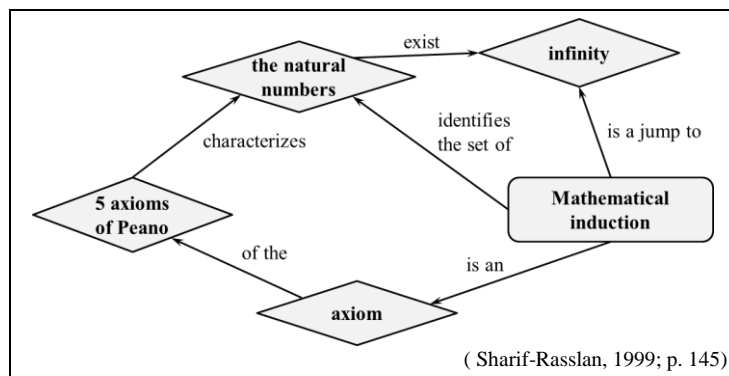 exist
infinity
the natural
numbers
identifies
the set of
is a jump to
characterizes
Mathematical
induction
5 axioms
of Peano
of the
is an
axiom
( Sharif-Rasslan, 1999; p. 145)